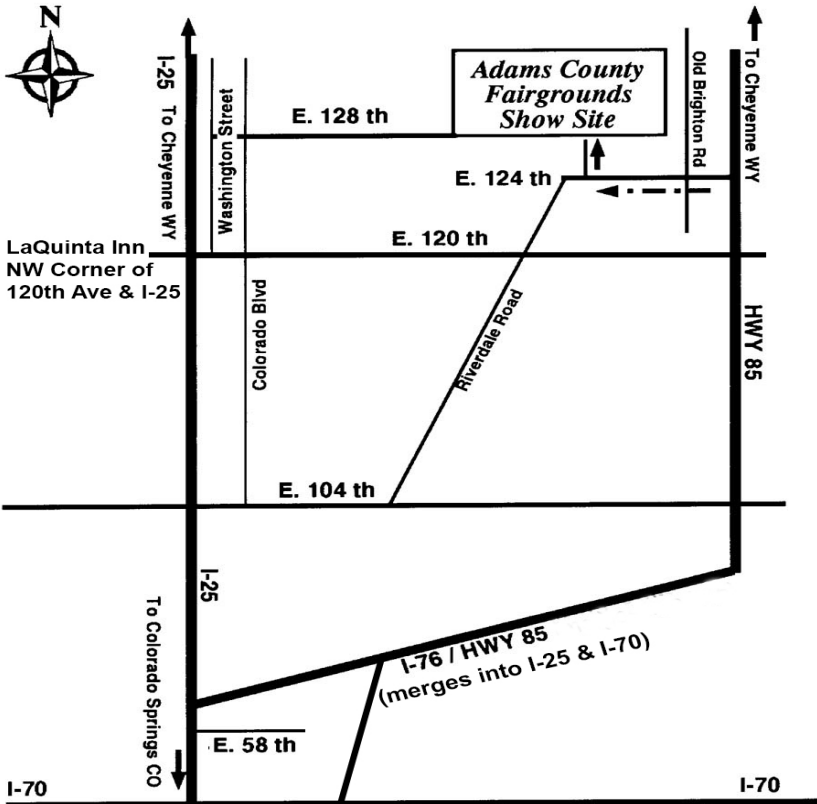 N
I-25 To Cheyenne WY
Washington Street
E. 128 th
Adams County
Fairgrounds
Show Site
Old Brighton Rd
To Cheyenne WY
E. 124 th
LaQuinta Inn
NW Corner of
120th Ave & I-25
E. 120 th
Colorado Blvd
Riverdale Road
HWY 85
E. 104 th
I-25
To Colorado Springs CO
I-76 / HWY 85
(merges into I-25 & I-70)
E. 58 th
I-70
I-70